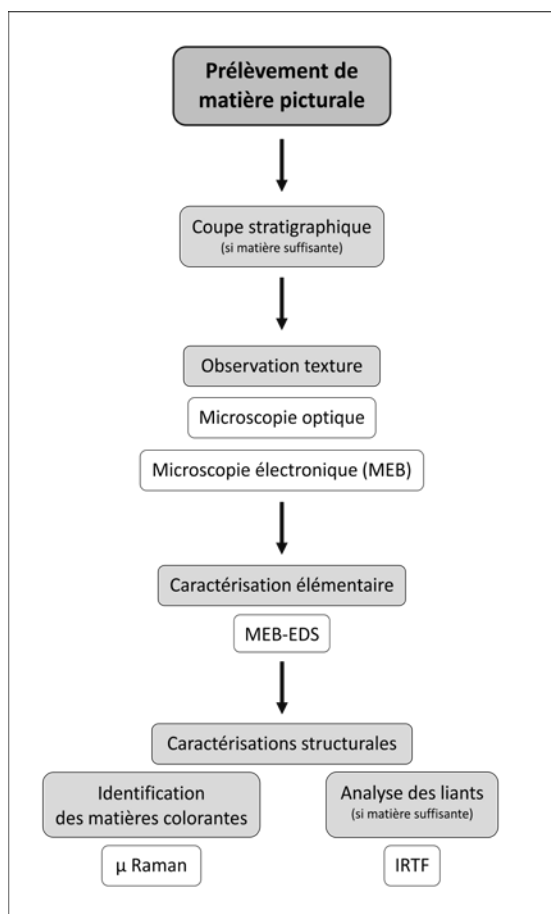 Prélèvement de
matière picturale
Coupe stratigraphique
(si matière suffisante)
Observation texture
Microscopie optique
Microscopie électronique (MEB)
Caractérisation élémentaire
MEB-EDS
Caractérisations structurales
Identification
des matières colorantes
µ Raman
Analyse des liants
(si matière suffisante)
IRTF